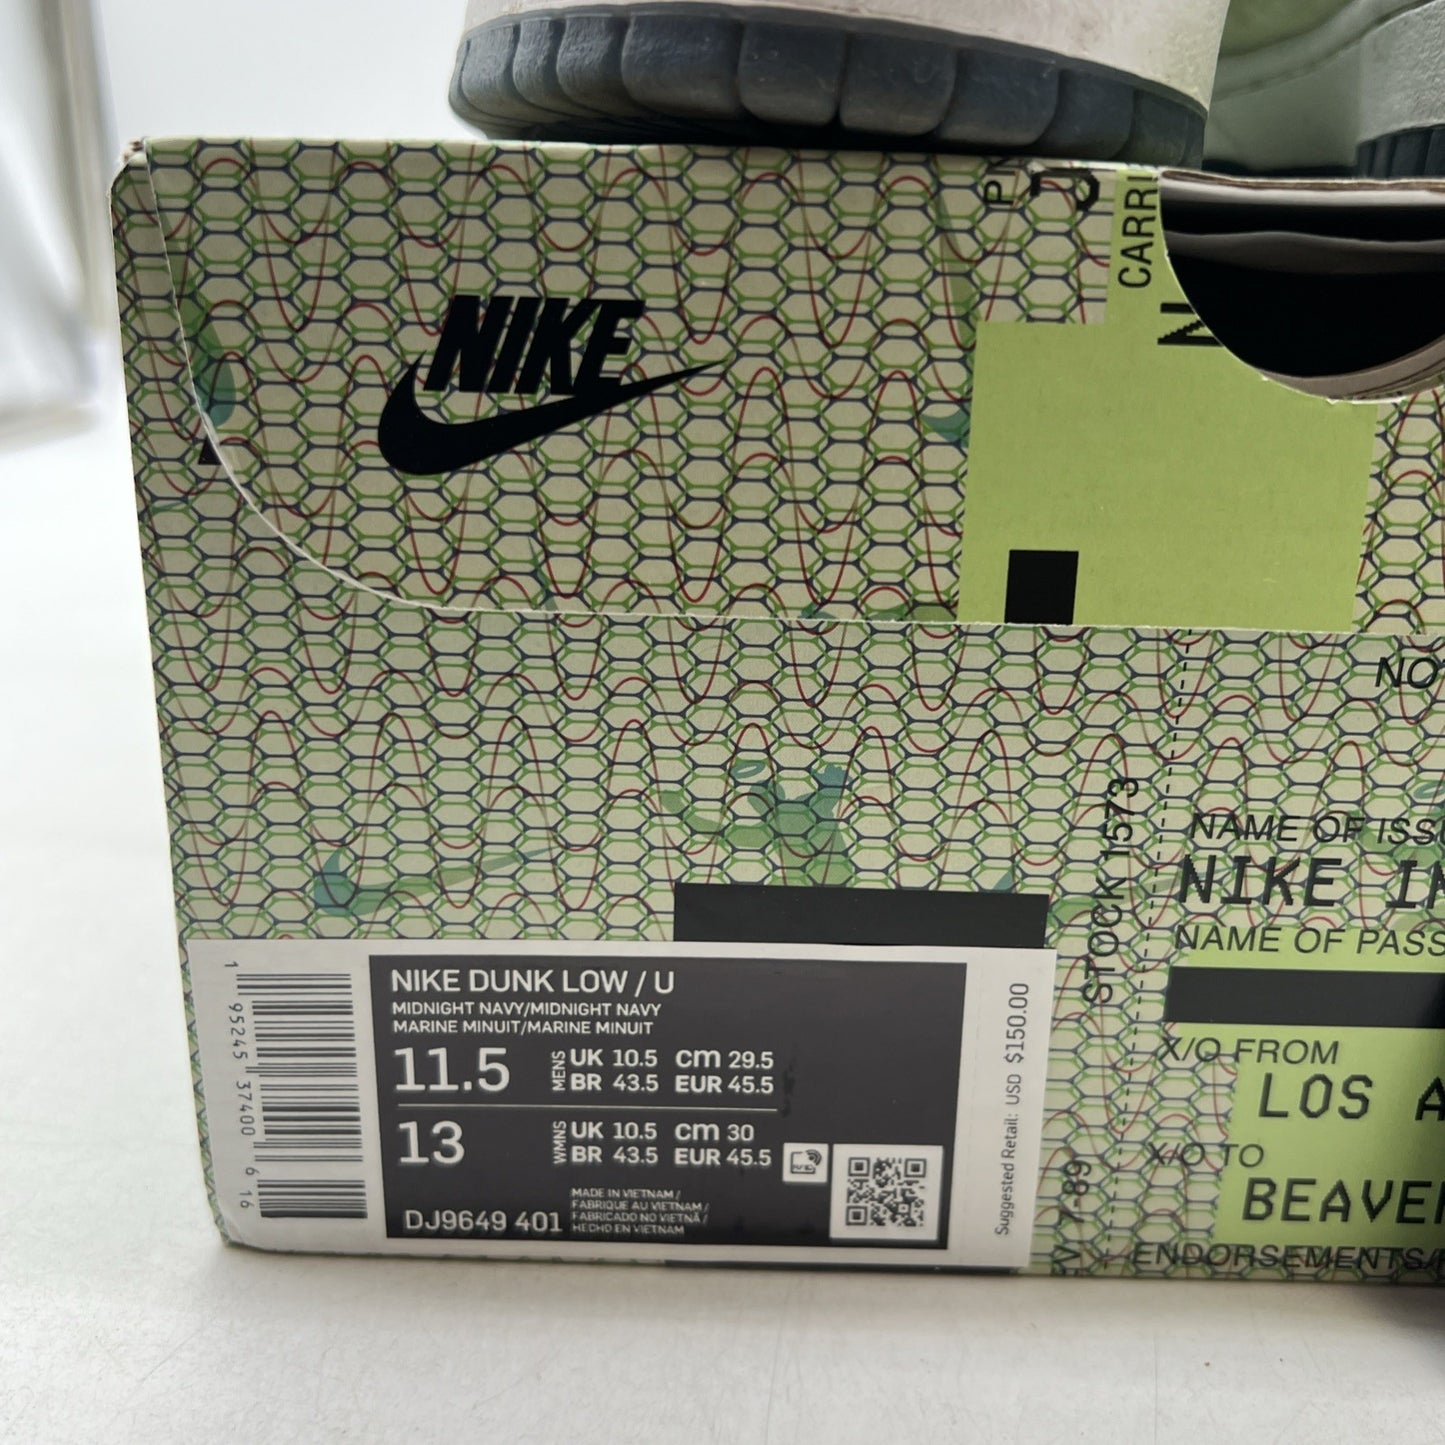 CARRI
N
NIKE
NO
STOCK 1573
NAME OF ISS
NIKE IN
NAME OF PASS
X/O FROM
LOS A
X/O TO
BEAVER
ENDORSEMENTS/
7-89
1 95245 37400 6 16
NIKE DUNK LOW / U
MIDNIGHT NAVY/MIDNIGHT NAVY
MARINE MINUIT/MARINE MINUIT
11.5 MENS UK 10.5 CM 29.5
BR 43.5 EUR 45.5
13 WMNS UK 10.5 CM 30
BR 43.5 EUR 45.5
MADE IN VIETNAM /
FABRIQUE AU VIETNAM /
FABRICADO NO VIETNÃ /
HECHO EN VIETNAM
DJ9649 401
Suggested Retail: USD $150.00